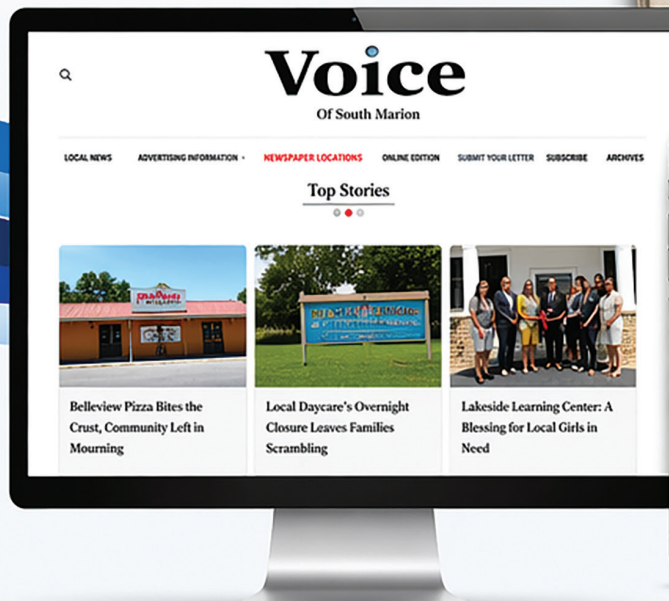 Voice
Of South Marion
LOCAL NEWS ADVERTISING INFORMATION NEWSPAPER LOCATIONS ONLINE EDITION SUBMIT YOUR LETTER SUBSCRIBE ARCHIVES
Top Stories
Belleview Pizza Bites the
Crust, Community Left in
Mourning
Local Daycare's Overnight
Closure Leaves Families
Scrambling
Lakeside Learning Center: A
Blessing for Local Girls in
Need